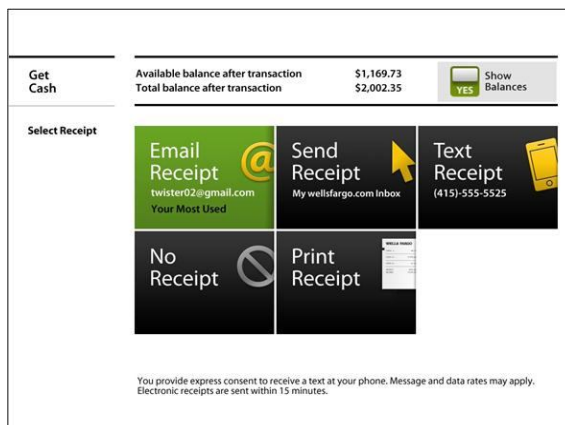 Get
Cash
Available balance after transaction $1,169.73
Total balance after transaction $2,002.35
YES
Show
Balances
Select Receipt
Email
Receipt
@
twister02@gmail.com
Your Most Used
Send
Receipt
My wellsfargo.com Inbox
Text
Receipt
(415)-555-5525
No
Receipt
Print
Receipt
WELLS FARGO
You provide express consent to receive a text at your phone. Message and data rates may apply.
Electronic receipts are sent within 15 minutes.